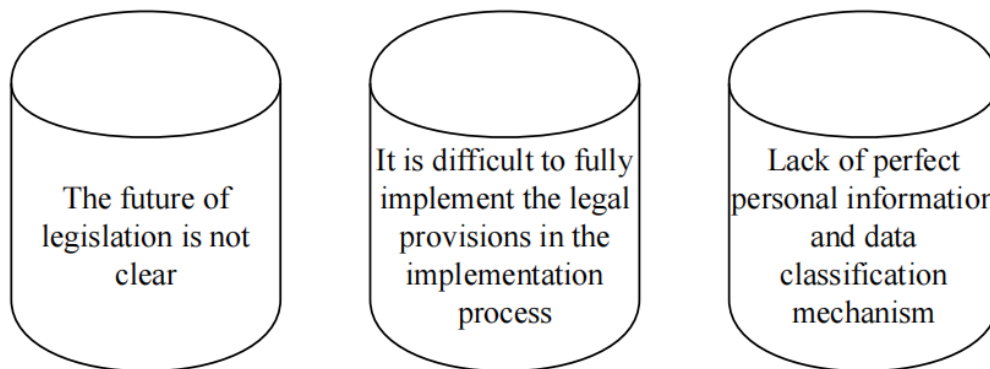 The future of
legislation is not
clear
It is difficult to fully
implement the legal
provisions in the
implementation
process
Lack of perfect
personal information
and data
classification
mechanism